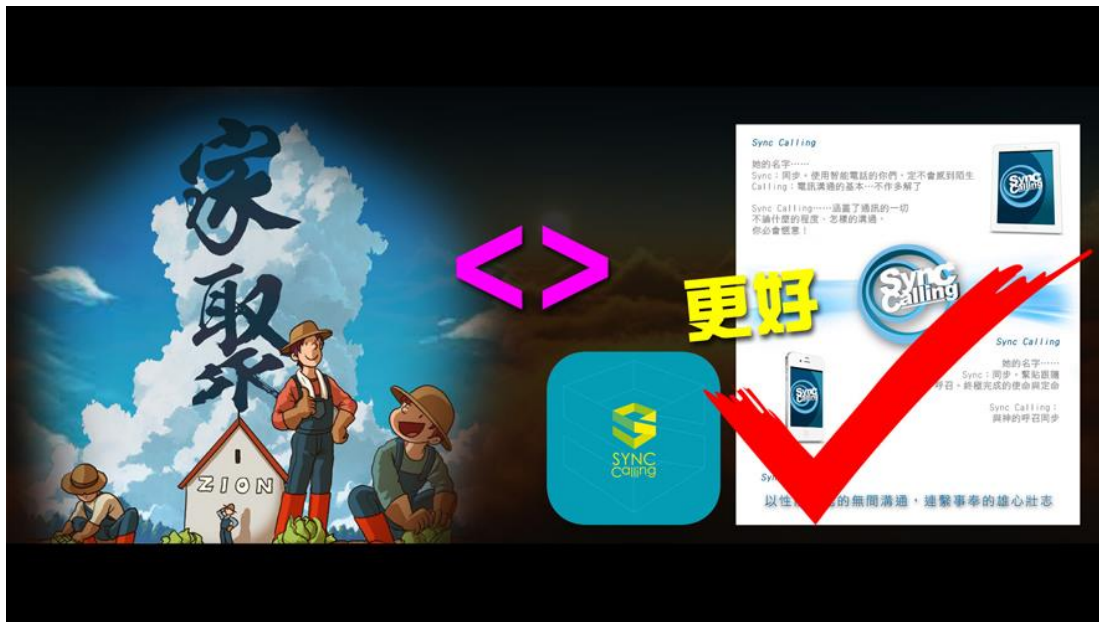 家聚
ZION
<>
更好
SYNC
Calling
Sync Calling
她的名字……
Sync：同步。使用智能電話的你們，定不會感到陌生
Calling：電訊溝通的基本…不作多解了
Sync Calling……涵蓋了通訊的一切
不論什麼的程度、怎樣的溝通，
你必會愜意！
Sync
Calling
Sync
Calling
Sync Calling
她的名字……
Sync：同步。緊貼跟隨
呼召。終極完成的使命與定命
Sync Calling：
與神的呼召同步
Sync
Calling
以性
的無間溝通，連繫事奉的雄心壯志